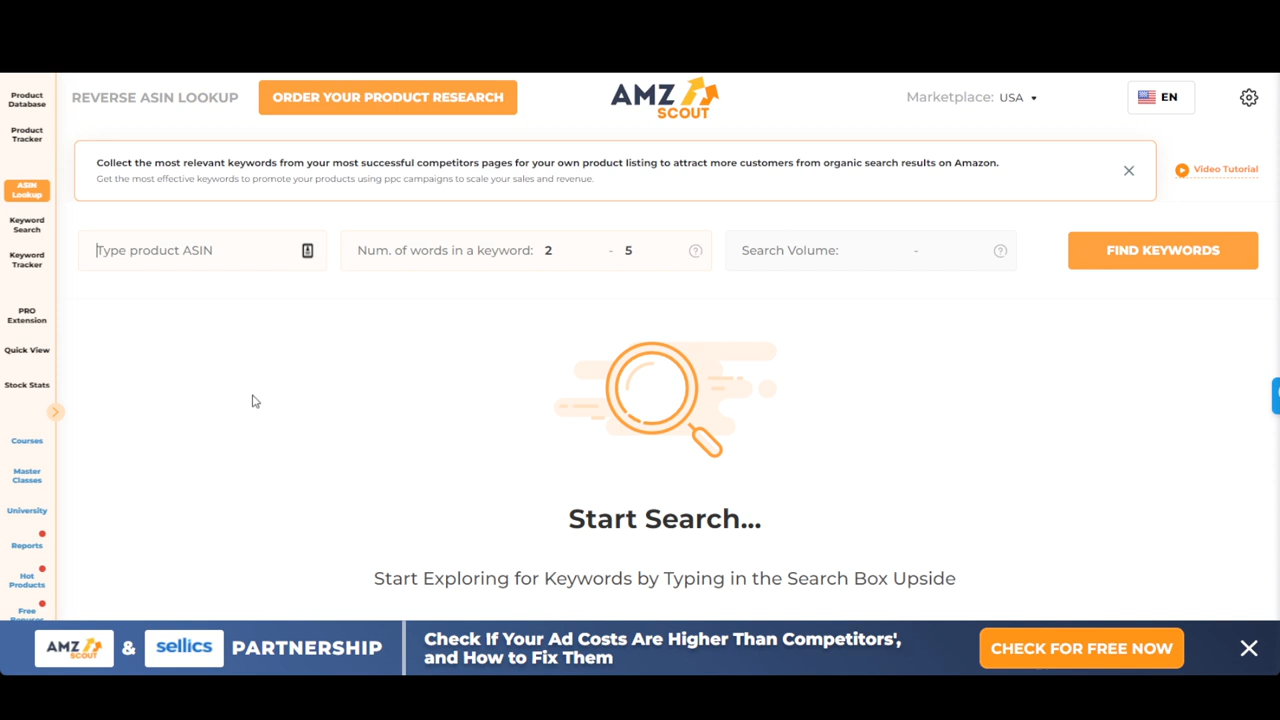 Product
Database
Product
Tracker
ASIN
Lookup
Keyword
Search
Keyword
Tracker
PRO
Extension
Quick View
Stock Stats
Courses
Master
Classes
University
Reports
Hot
Products
Free
REVERSE ASIN LOOKUP
ORDER YOUR PRODUCT RESEARCH
AMZ
SCOUT
Marketplace: USA
EN
Collect the most relevant keywords from your most successful competitors pages for your own product listing to attract more customers from organic search results on Amazon.
Get the most effective keywords to promote your products using ppc campaigns to scale your sales and revenue.
Video Tutorial
Type product ASIN
Num. of words in a keyword: 2 - 5
?
Search Volume: -
?
FIND KEYWORDS
Start Search...
Start Exploring for Keywords by Typing in the Search Box Upside
AMZ
SCOUT
&
sellics
PARTNERSHIP
Check If Your Ad Costs Are Higher Than Competitors',
and How to Fix Them
CHECK FOR FREE NOW